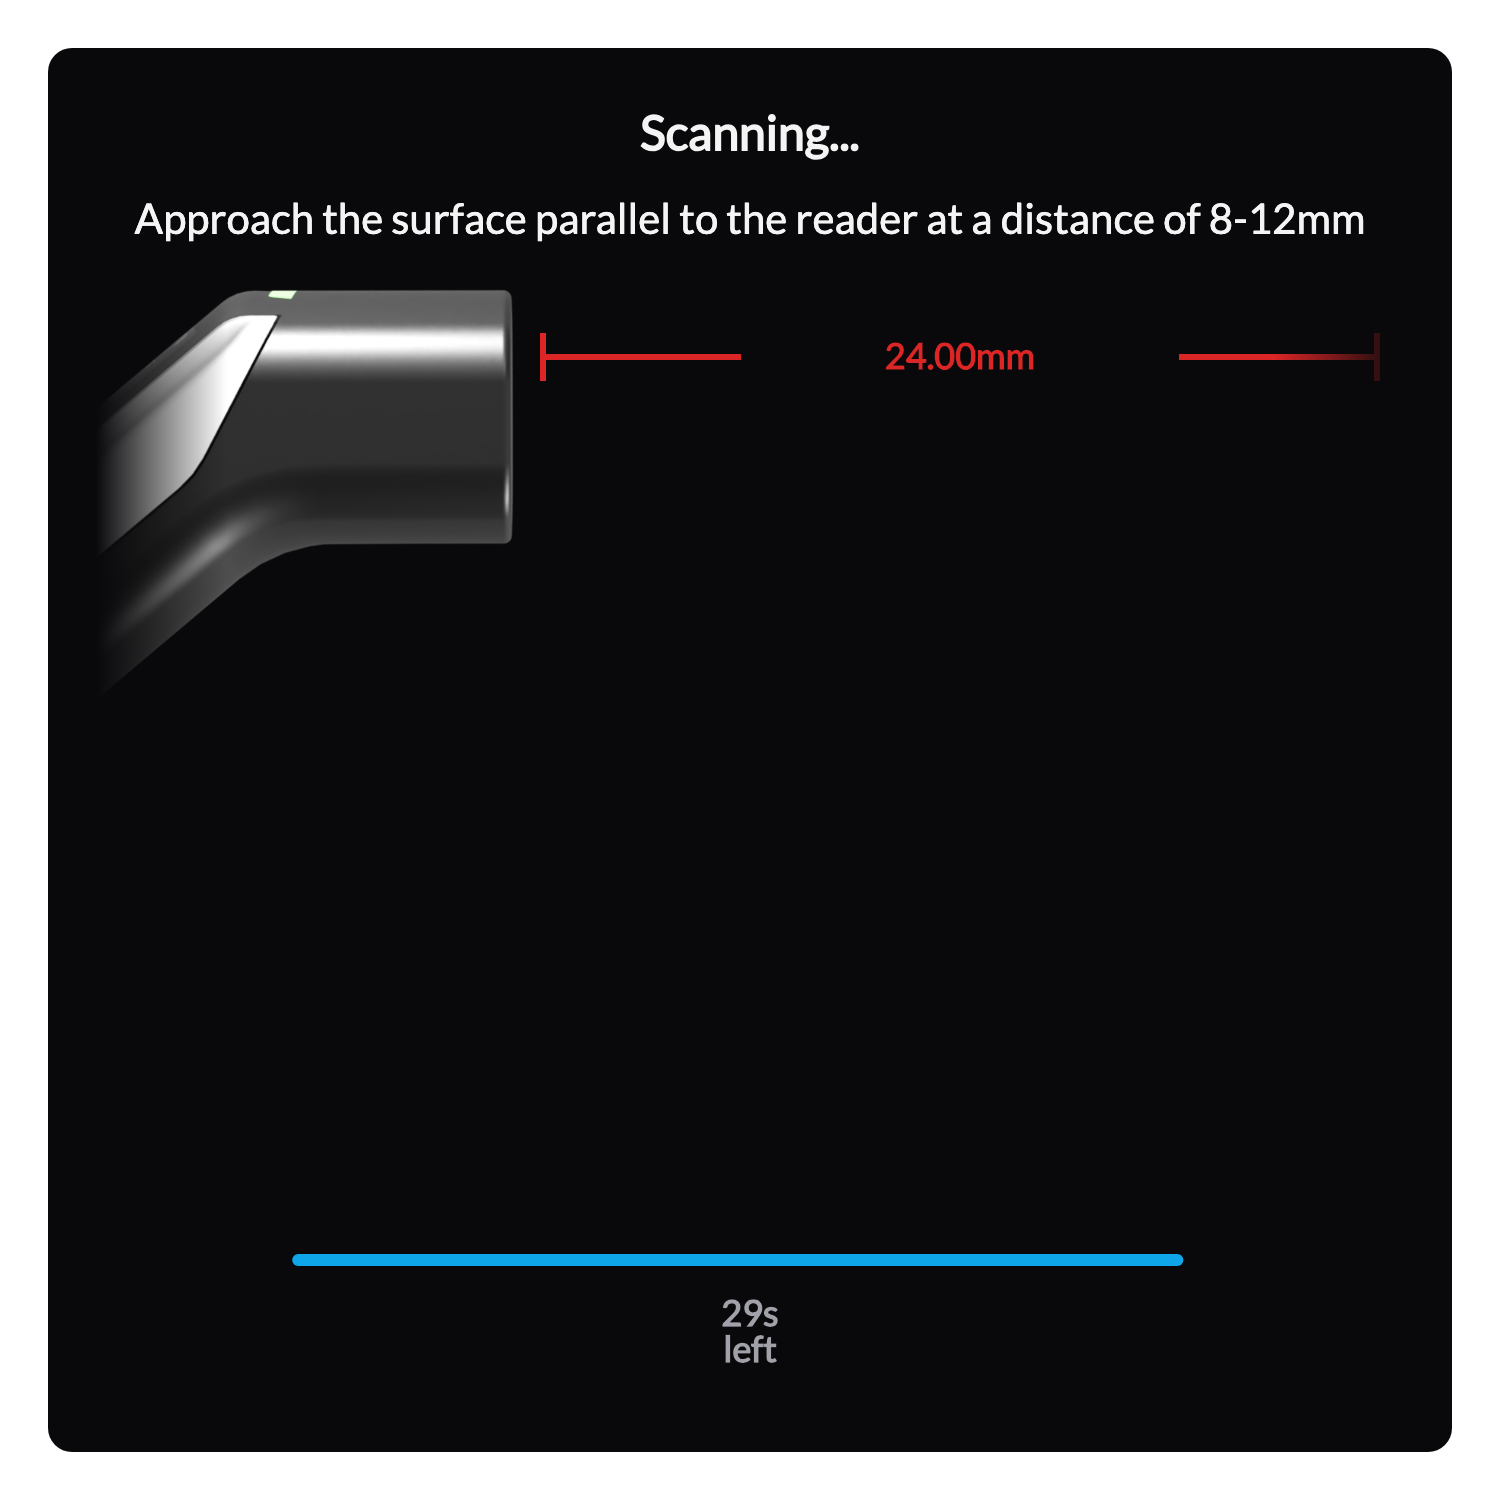 Scanning...
Approach the surface parallel to the reader at a distance of 8-12mm
24.00mm
29s
left